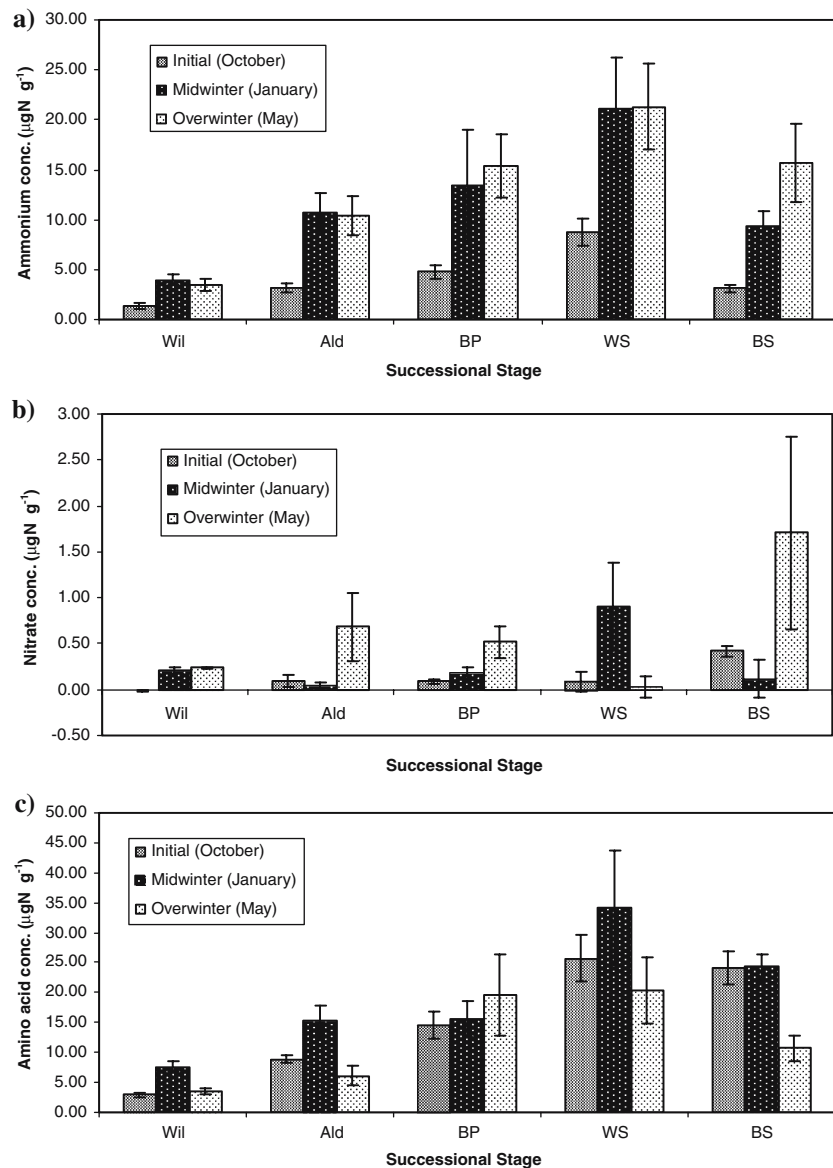 a)
Ammonium conc. (µgN g⁻¹)
30.00
25.00
20.00
15.00
10.00
5.00
0.00
Initial (October)
Midwinter (January)
Overwinter (May)
Wil Ald BP WS BS
Successional Stage
b)
Nitrate conc. (µgN g⁻¹)
3.00
2.50
2.00
1.50
1.00
0.50
0.00
-0.50
Initial (October)
Midwinter (January)
Overwinter (May)
Wil Ald BP WS BS
Successional Stage
c)
Amino acid conc. (µgN g⁻¹)
50.00
45.00
40.00
35.00
30.00
25.00
20.00
15.00
10.00
5.00
0.00
Initial (October)
Midwinter (January)
Overwinter (May)
Wil Ald BP WS BS
Successional Stage